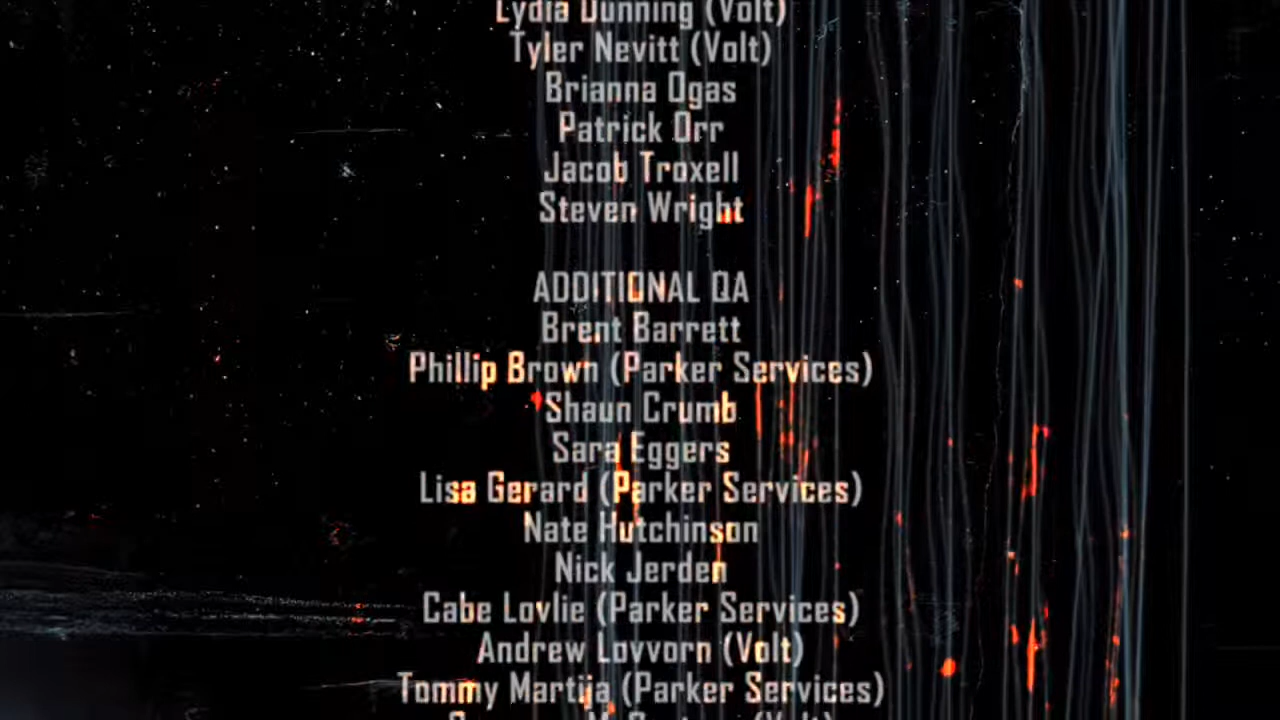 Lydia Dunning (Volt)
Tyler Nevitt (Volt)
Brianna Ogas
Patrick Orr
Jacob Troxell
Steven Wright
ADDITIONAL QA
Brent Barrett
Phillip Brown (Parker Services)
Shaun Crumb
Sara Eggers
Lisa Gerard (Parker Services)
Nate Hutchinson
Nick Jerden
Cabe Lovlie (Parker Services)
Andrew Lovvorn (Volt)
Tommy Martija (Parker Services)
(Volt)